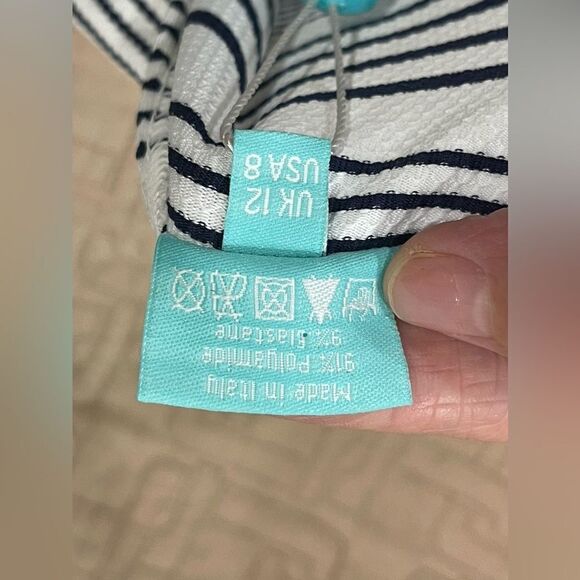 UK 12
USA 8
Made in Italy
91% Polyamide
9% Elastane